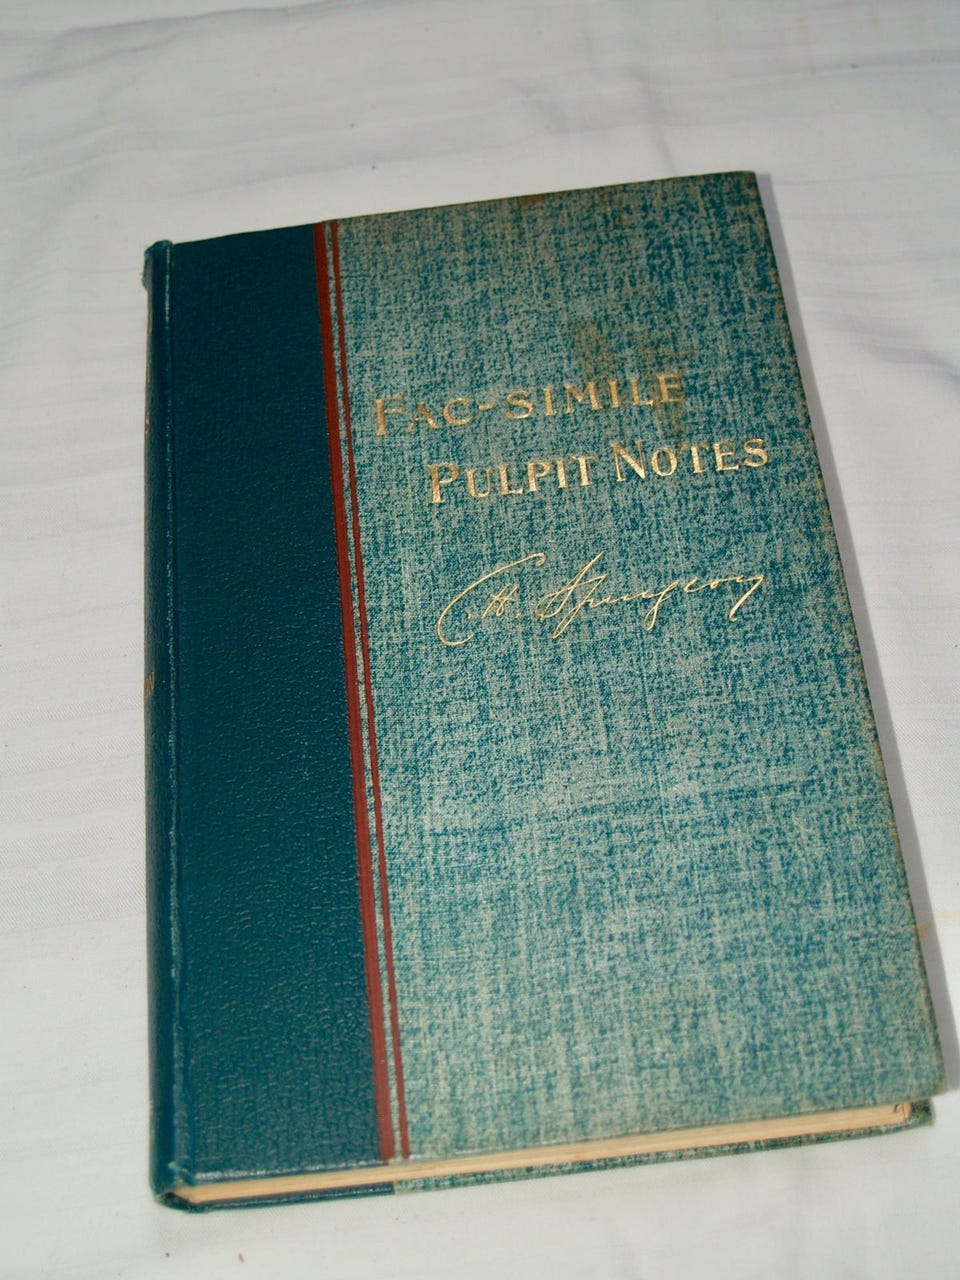 FAC-SIMILE
PULPIT NOTES
C. H. Spurgeon